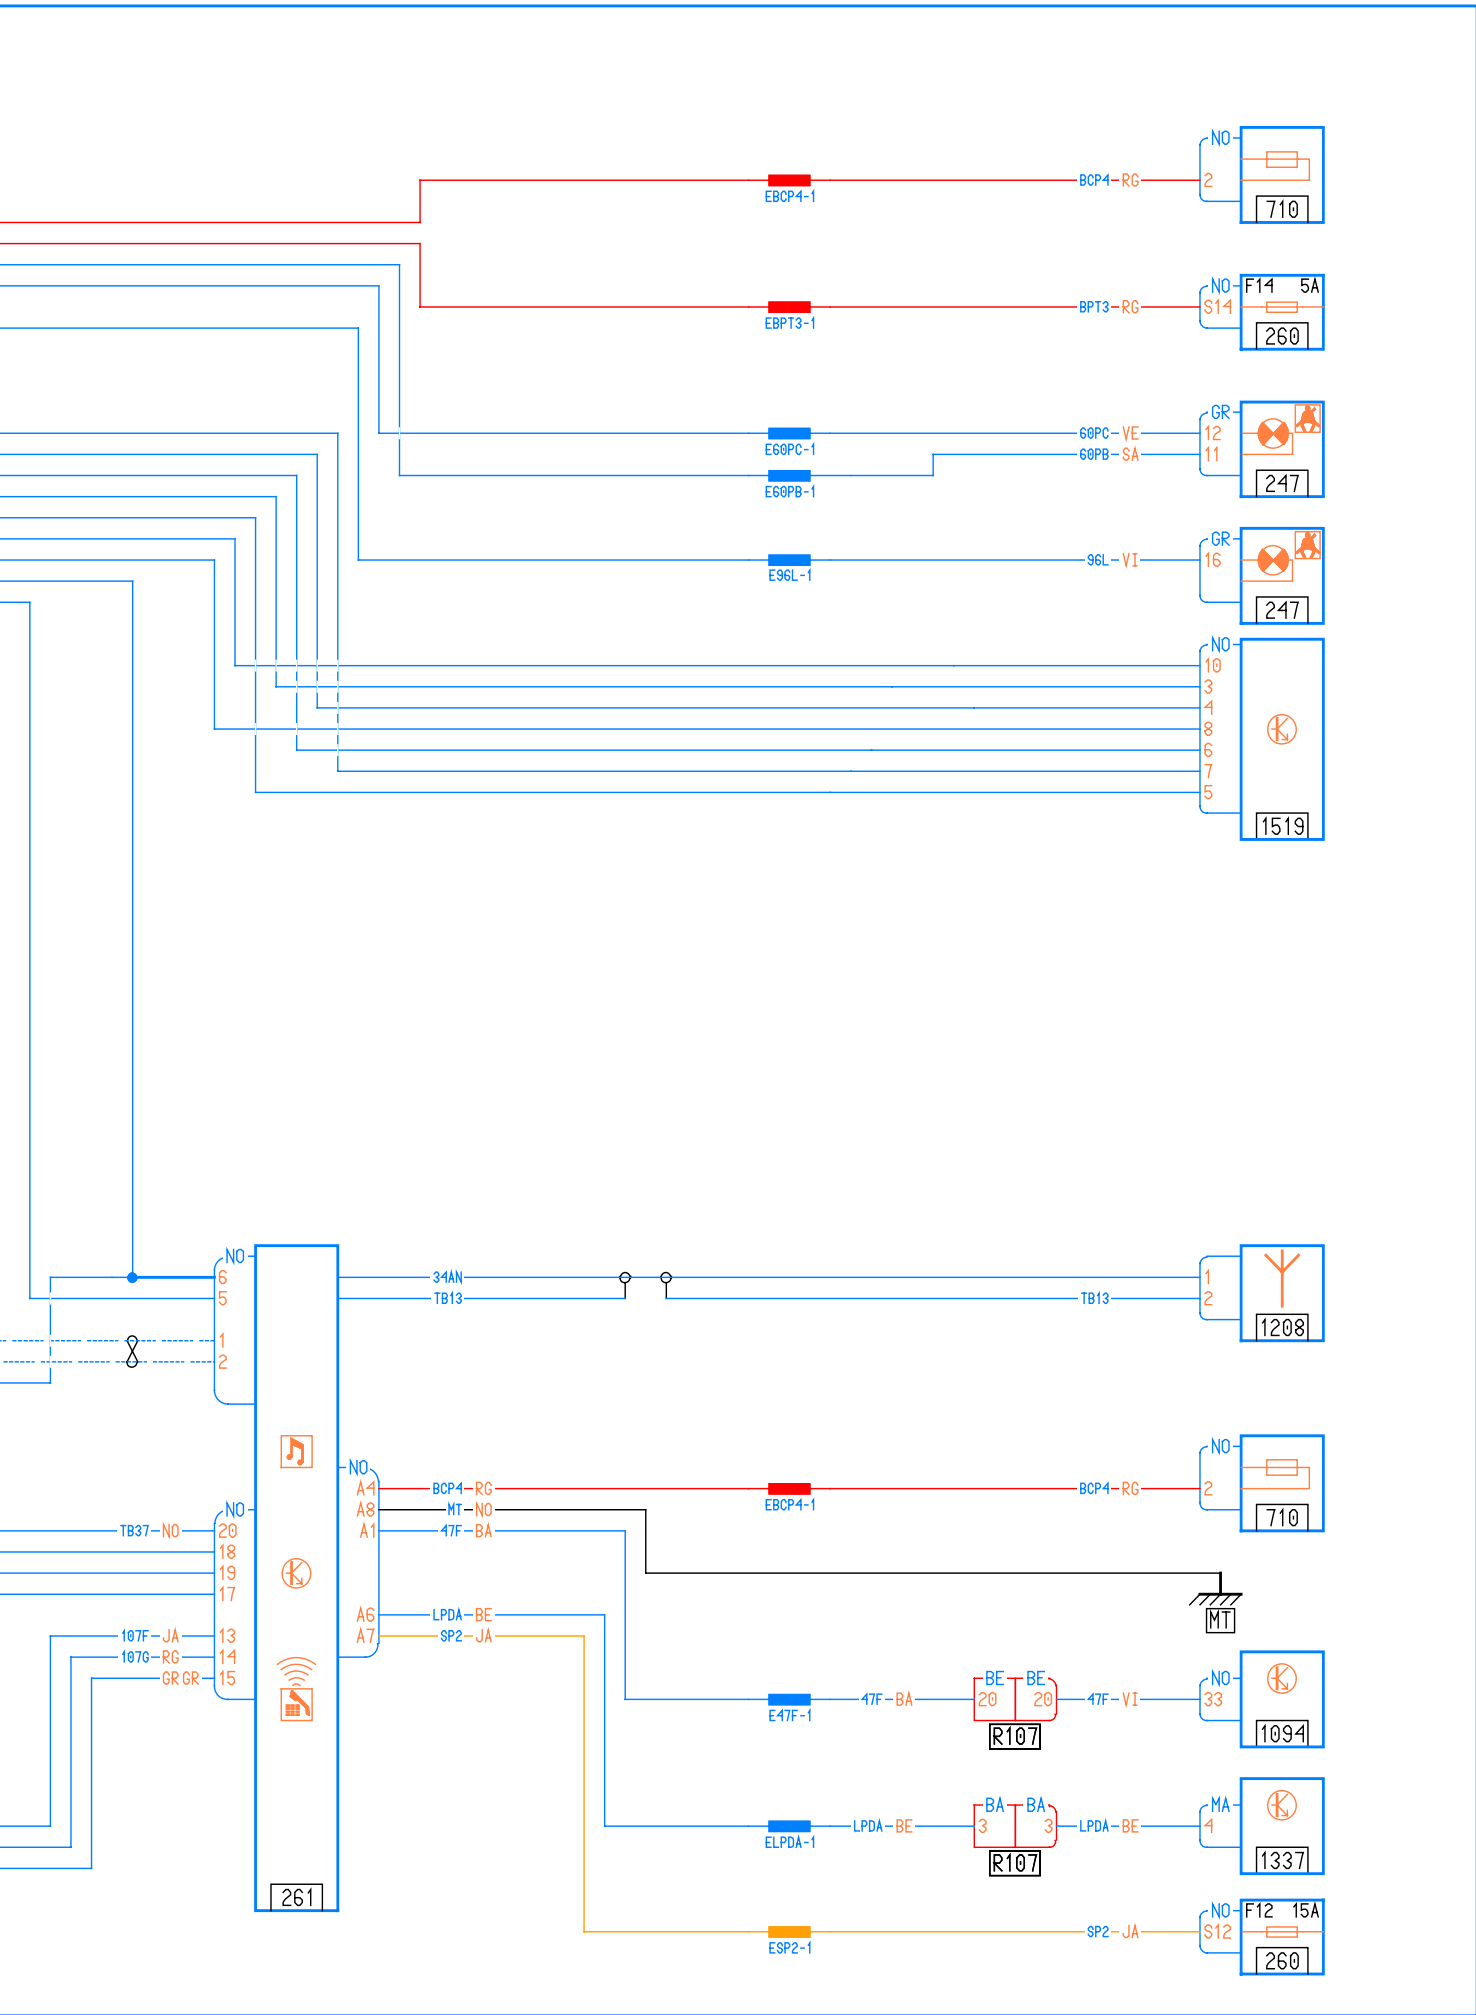 NO
2
BCP4 RG
EBCP4-1
710
NO F14 5A
BPT3 RG S14
EBPT3-1
260
GR
60PC VE 12
E60PC-1
60PB SA 11
E60PB-1
247
GR
96L VI 16
E96L-1
247
NO
10
3
4
8
6
7
5
1519
NO
6 34AN 1
5 TB13 TB13 2
1208
1
2
NO NO
A4 BCP4 RG BCP4 RG 2
EBCP4-1
710
NO A8 MT NO
TB37 NO 20 A1 47F BA
18
19
17
MT
A6 LPDA BE
107F JA 13 A7 SP2 JA
107G RG 14
GR GR 15
BE BE NO
47F BA 20 20 47F VI 33
E47F-1
R107 1094
BA BA MA
LPDA BE 3 3 LPDA BE 4
ELPDA-1
R107 1337
261
NO F12 15A
SP2 JA S12
ESP2-1
260